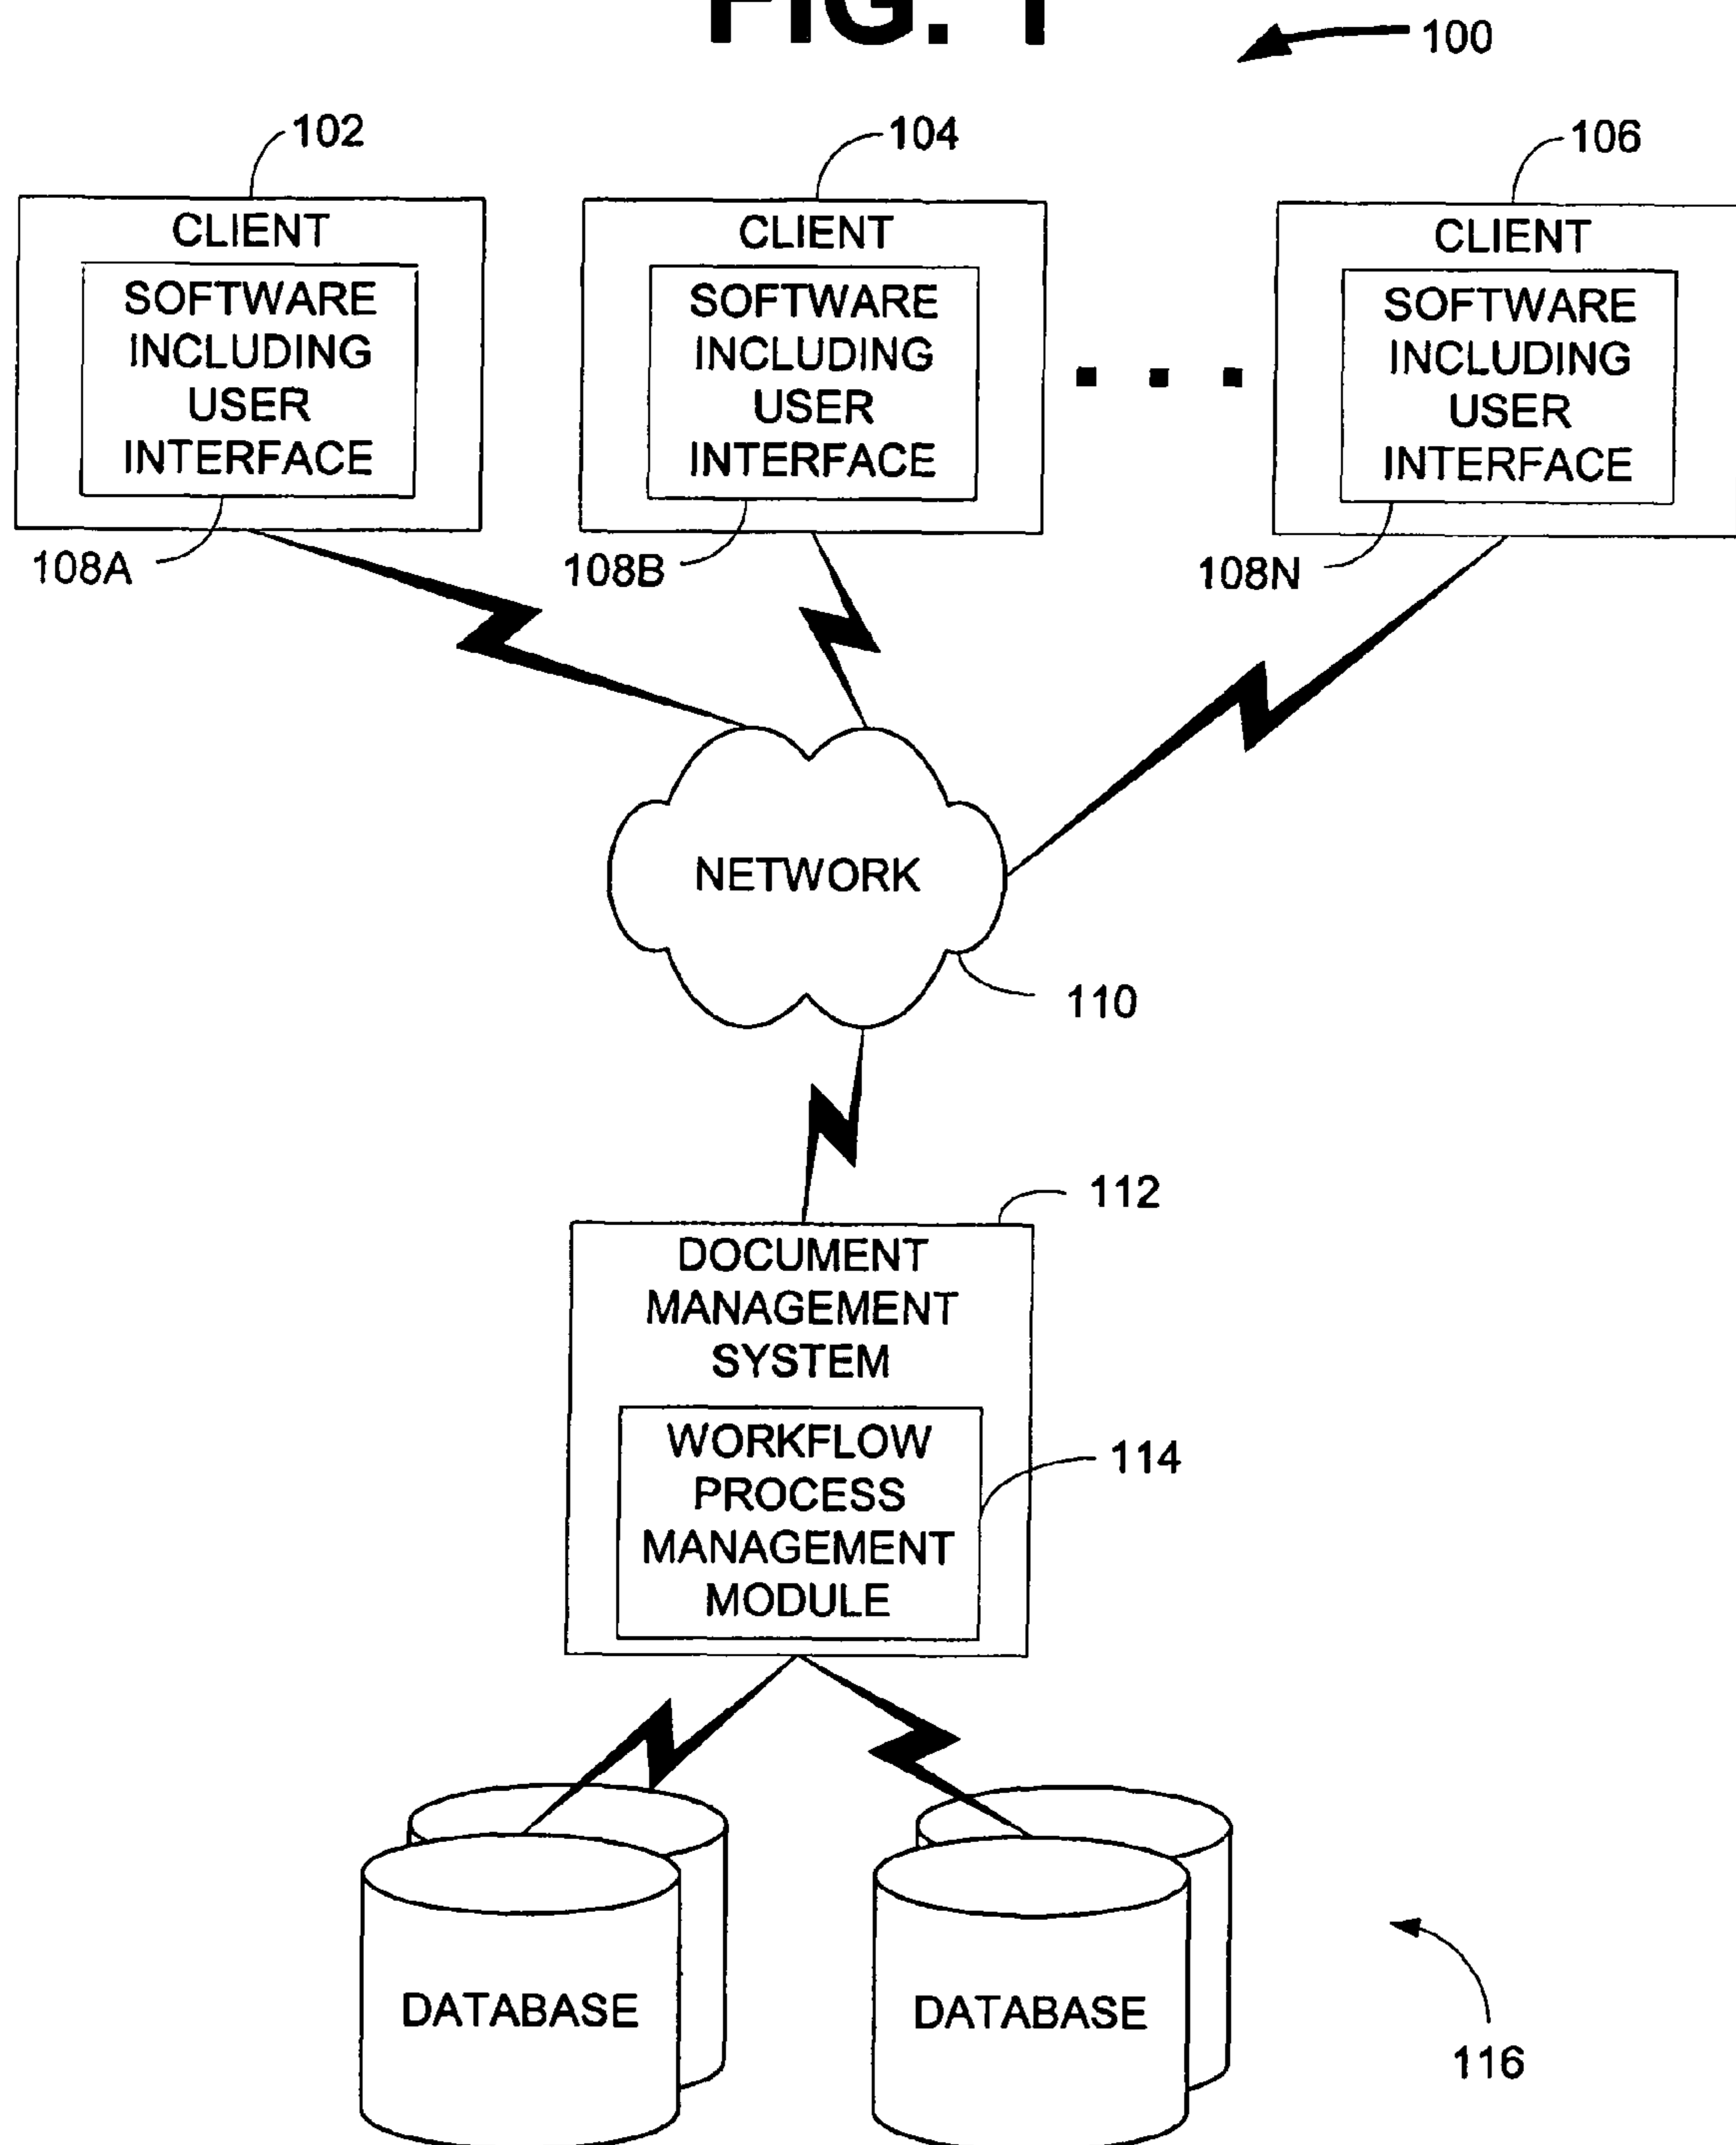 FIG. 1
100
102
104
106
CLIENT
SOFTWARE
INCLUDING
USER
INTERFACE
108A
CLIENT
SOFTWARE
INCLUDING
USER
INTERFACE
108B
CLIENT
SOFTWARE
INCLUDING
USER
INTERFACE
108N
NETWORK
110
112
DOCUMENT
MANAGEMENT
SYSTEM
WORKFLOW
PROCESS
MANAGEMENT
MODULE
114
DATABASE
DATABASE
116